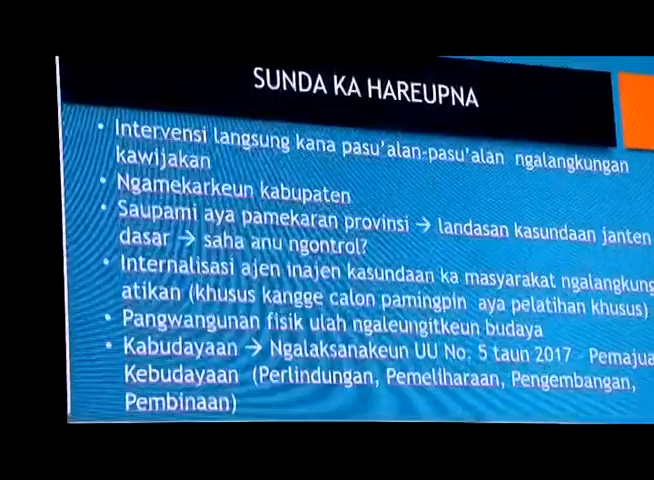 SUNDA KA HAREUPNA
• Intervensi langsung kana pasu'alan-pasu'alan ngalangkungan
kawijakan
• Ngamekarkeun kabupaten
• Saupami aya pamekaran provinsi → landasan kasundaan janten
dasar → saha anu ngontrol?
• Internalisasi ajen inajen kasundaan ka masyarakat ngalangkung
atikan (khusus kangge calon pamingpin aya pelatihan khusus)
• Pangwangunan fisik ulah ngaleungitkeun budaya
• Kabudayaan → Ngalaksanakeun UU No. 5 taun 2017 - Pemajua
Kebudayaan (Perlindungan, Pemeliharaan, Pengembangan,
Pembinaan)